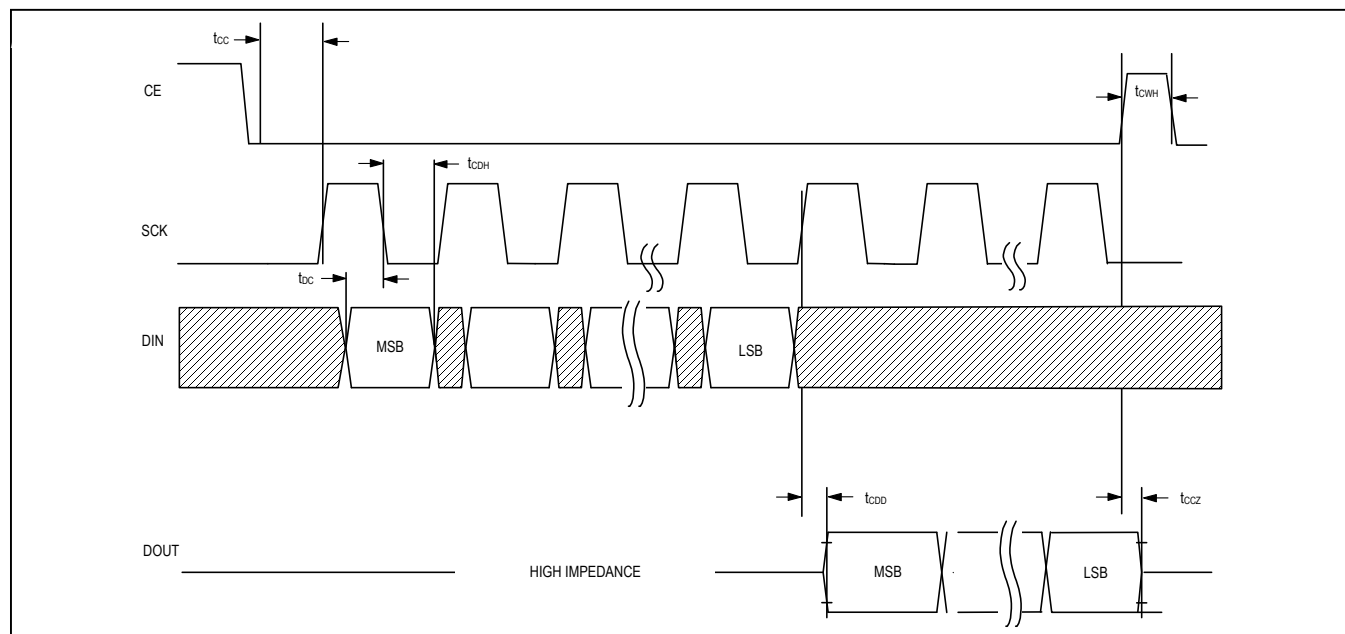 tCC
CE
tCWH
tCDH
SCK
tDC
DIN
MSB
LSB
tCDD
tCCZ
DOUT
HIGH IMPEDANCE
MSB
LSB